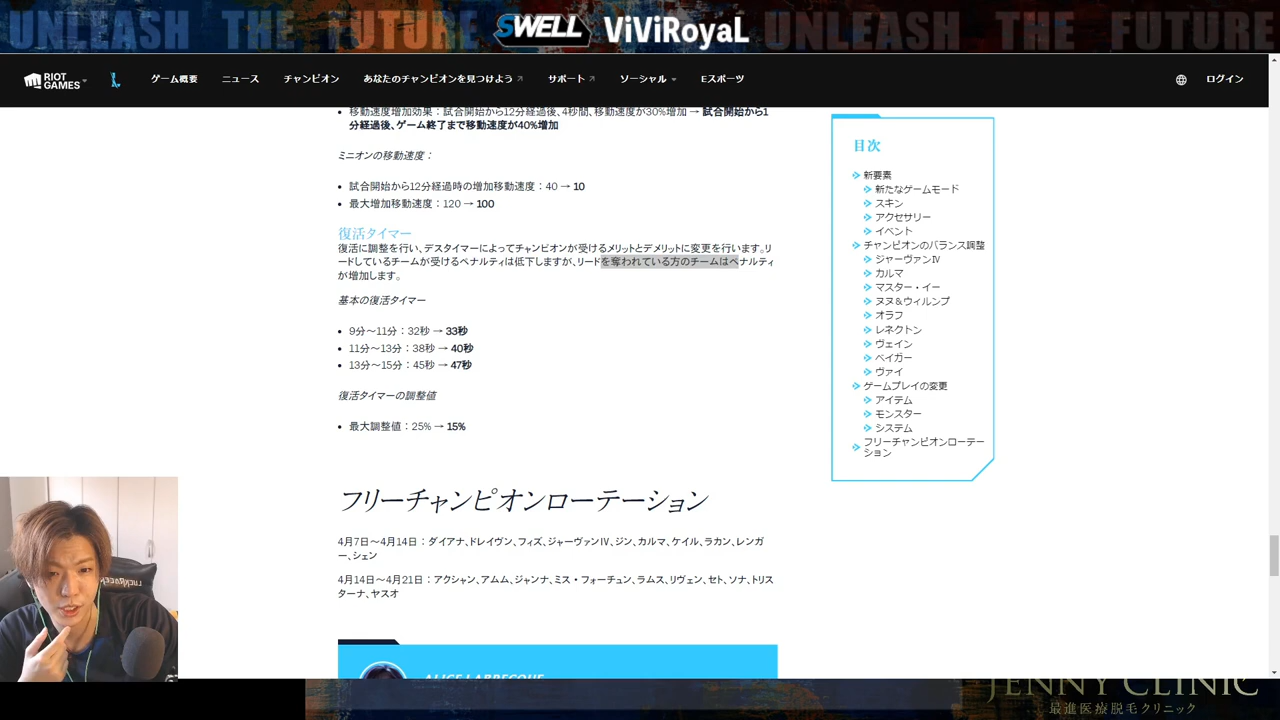 UNLEASH THE FUTURE SWELL ViViRoyaL UNLEASH THE FUTURE
RIOT GAMES ゲーム概要 ニュース チャンピオン あなたのチャンピオンを見つけよう サポート ソーシャル Eスポーツ ログイン
• 移動速度増加効果：試合開始から12分経過後、4秒間、移動速度が30%増加 → 試合開始から1
分経過後、ゲーム終了まで移動速度が40%増加
ミニオンの移動速度：
• 試合開始から12分経過時の増加移動速度：40 → 10
• 最大増加移動速度：120 → 100
復活タイマー
復活に調整を行い、デスタイマーによってチャンピオンが受けるメリットとデメリットに変更を行います。リ
ードしているチームが受けるペナルティは低下しますが、リードを奪われている方のチームはペナルティ
が増加します。
基本の復活タイマー
• 9分～11分：32秒 → 33秒
• 11分～13分：38秒 → 40秒
• 13分～15分：45秒 → 47秒
復活タイマーの調整値
• 最大調整値：25% → 15%
フリーチャンピオンローテーション
4月7日～4月14日：ダイアナ、ドレイヴン、フィズ、ジャーヴァンⅣ、ジン、カルマ、ケイル、ラカン、レンガ
ー、シェン
4月14日～4月21日：アクシャン、アムム、ジャンナ、ミス・フォーチュン、ラムス、リヴェン、セト、ソナ、トリス
ターナ、ヤスオ
ALICE LABRECQUE
目次
新要素
新たなゲームモード
スキン
アクセサリー
イベント
チャンピオンのバランス調整
ジャーヴァンⅣ
カルマ
マスター・イー
ヌヌ＆ウィルンプ
オラフ
レネクトン
ヴェイン
ベイガー
ヴァイ
ゲームプレイの変更
アイテム
モンスター
システム
フリーチャンピオンローテー
ション
JENNY CLINIC
最進医療脱毛クリニック